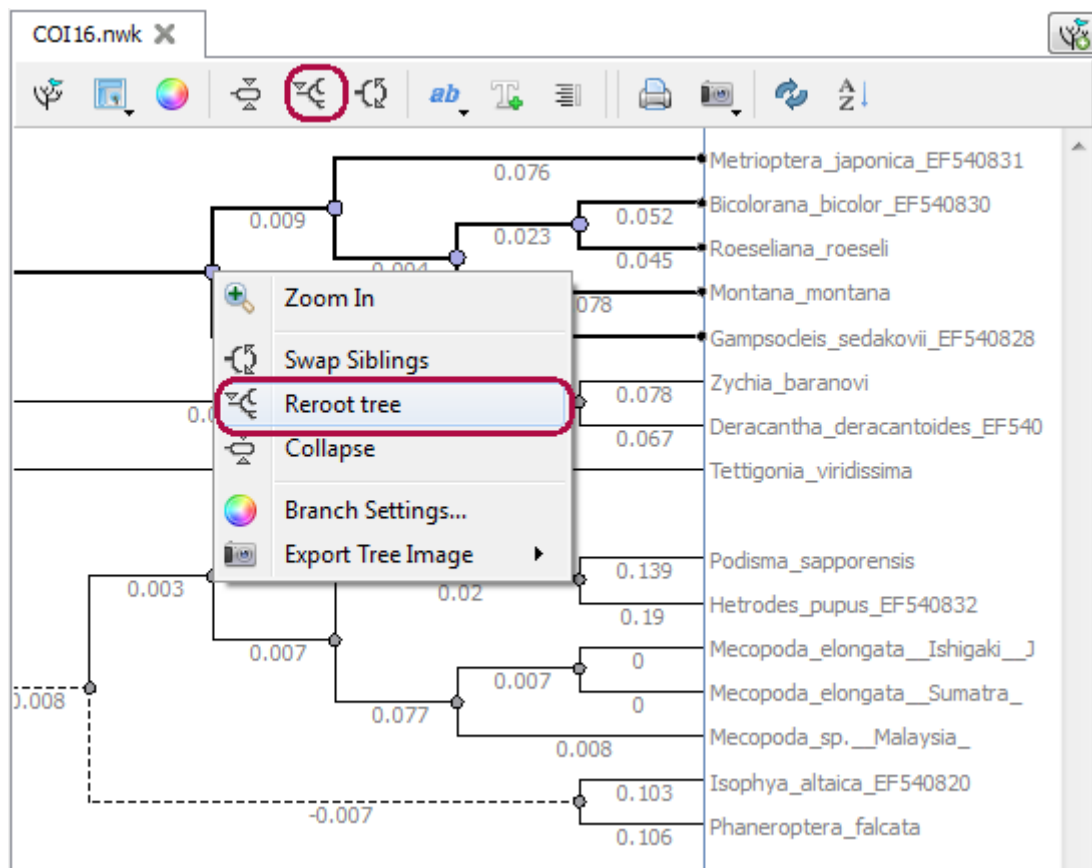 COI16.nwk
ab
T
A
Z
Metrioptera_japonica_EF540831
0.076
Bicolorana_bicolor_EF540830
0.009
0.052
0.023
Roeseliana_roeseli
0.045
0.004
Zoom In
078
Montana_montana
Gampsocleis_sedakovii_EF540828
Swap Siblings
Zychia_baranovi
0.078
Reroot tree
0.0
Deracantha_deracantoides_EF540
0.067
Collapse
Tettigonia_viridissima
Branch Settings...
Export Tree Image
Podisma_sapporensis
0.139
0.003
0.02
Hetrodes_pupus_EF540832
0.19
Mecopoda_elongata__Ishigaki__J
0.007
0
0.007
Mecopoda_elongata__Sumatra_
0.008
0
0.077
Mecopoda_sp.__Malaysia_
0.008
Isophya_altaica_EF540820
0.103
-0.007
Phaneroptera_falcata
0.106